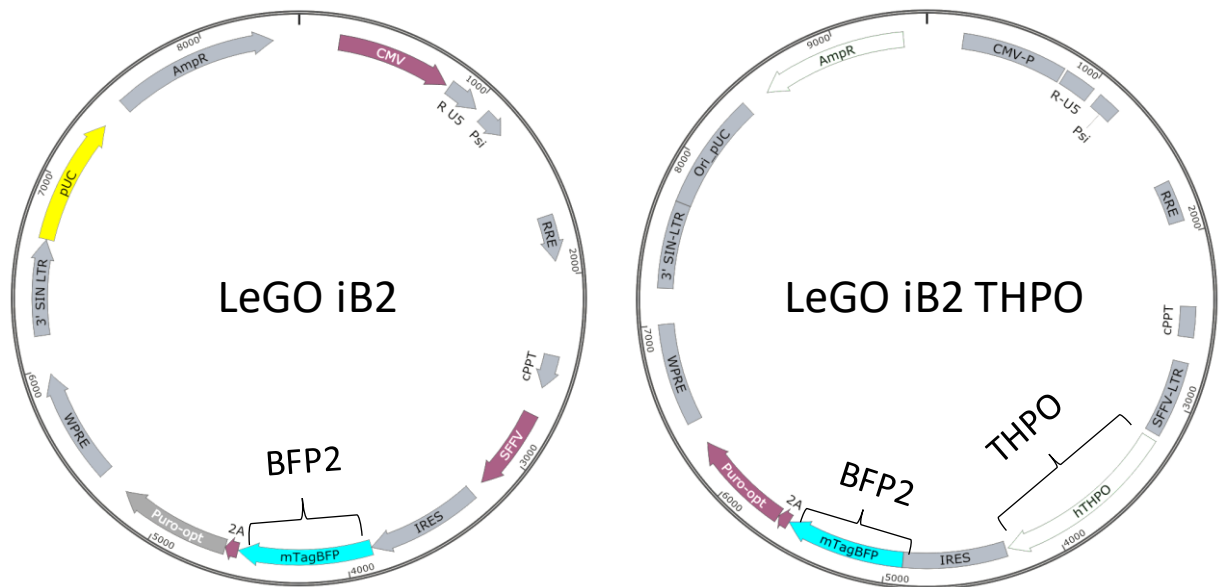 8000
AmpR
CMV
1000
R U5
Psi
7000
pUC
3' SIN LTR
RRE
2000
LeGO iB2
cPPT
6000
WPRE
SFFV
3000
BFP2
IRES
Puro-opt
2A
mTagBFP
5000
4000
9000
AmpR
CMV-P
1000
R-U5
Psi
8000
Ori_pUC
3' SIN-LTR
RRE
2000
LeGO iB2 THPO
cPPT
7000
WPRE
SFFV-LTR
3000
THPO
BFP2
hTHPO
Puro-opt
2A
6000
mTagBFP
IRES
4000
5000